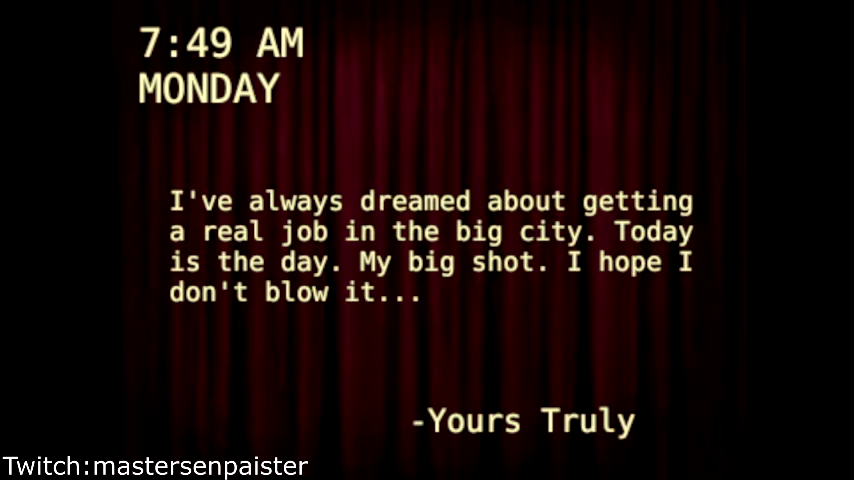 7:49 AM
MONDAY
I've always dreamed about getting
a real job in the big city. Today
is the day. My big shot. I hope I
don't blow it...
-Yours Truly
Twitch:mastersenpaister